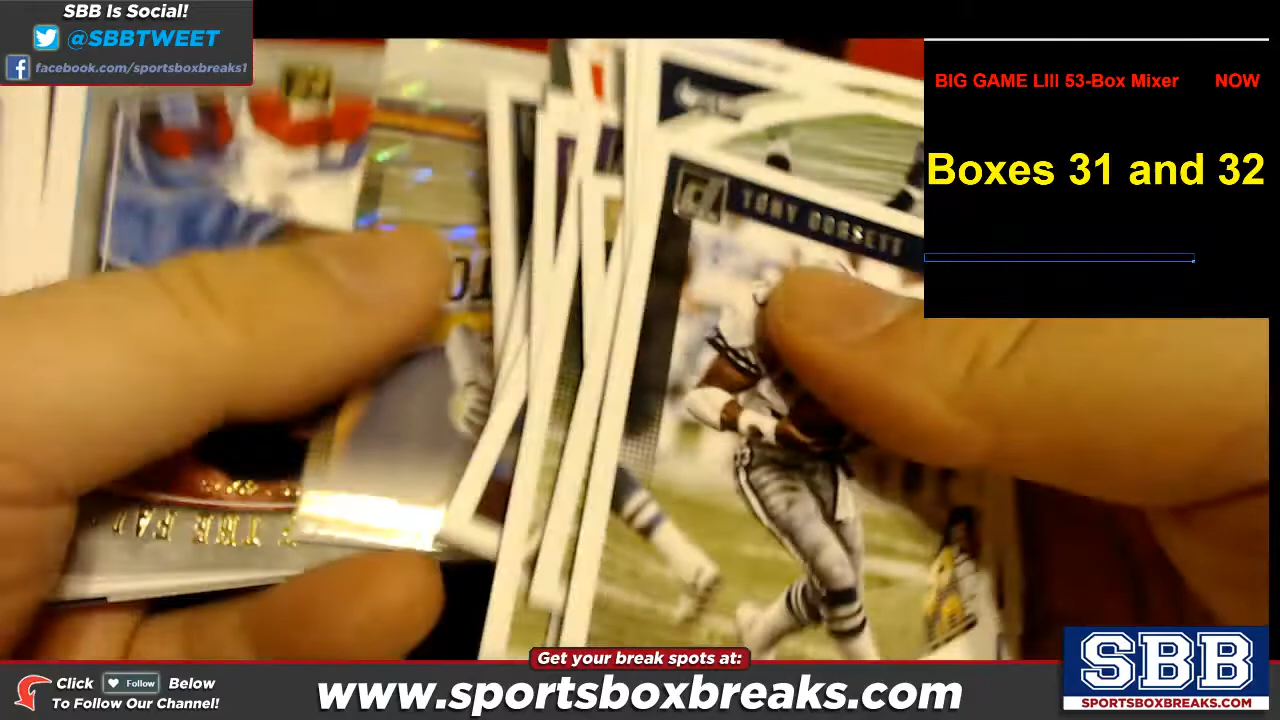 SBB Is Social!
@SBBTWEET
facebook.com/sportsboxbreaks1
BIG GAME LIII 53-Box Mixer NOW
Boxes 31 and 32
TONY DORSETT
THE
Get your break spots at:
Click Follow Below
To Follow Our Channel!
www.sportsboxbreaks.com
SBB
SPORTSBOXBREAKS.COM